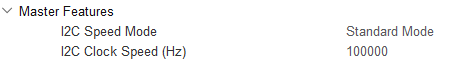 Master Features
I2C Speed Mode Standard Mode
I2C Clock Speed (Hz) 100000